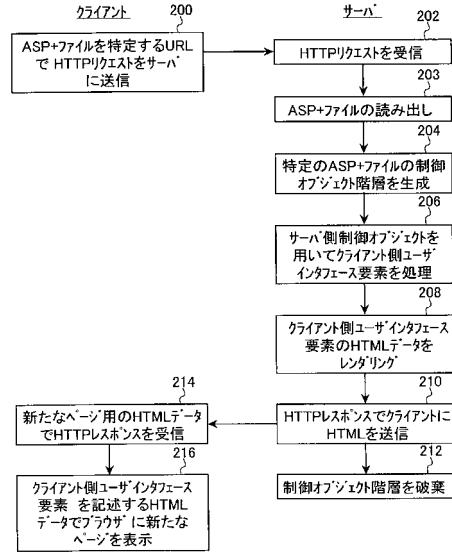 クライアント
200
ASP+ファイルを特定するURL
で HTTPリクエストをサーバ
に送信
サーバ
202
HTTPリクエストを受信
203
ASP+ファイルの読み出し
204
特定のASP+ファイルの制御
オブジェクト階層を生成
206
サーバ側制御オブジェクトを
用いてクライアント側ユーザ
インタフェース要素を処理
208
クライアント側ユーザインタフェース
要素のHTMLデータを
レンダリング
210
HTTPレスポンスでクライアントに
HTMLを送信
212
制御オブジェクト階層を破棄
214
新たなページ用のHTMLデータ
でHTTPレスポンスを受信
216
クライアント側ユーザインタフェース
要素 を記述するHTML
データでブラウザに新たな
ページを表示